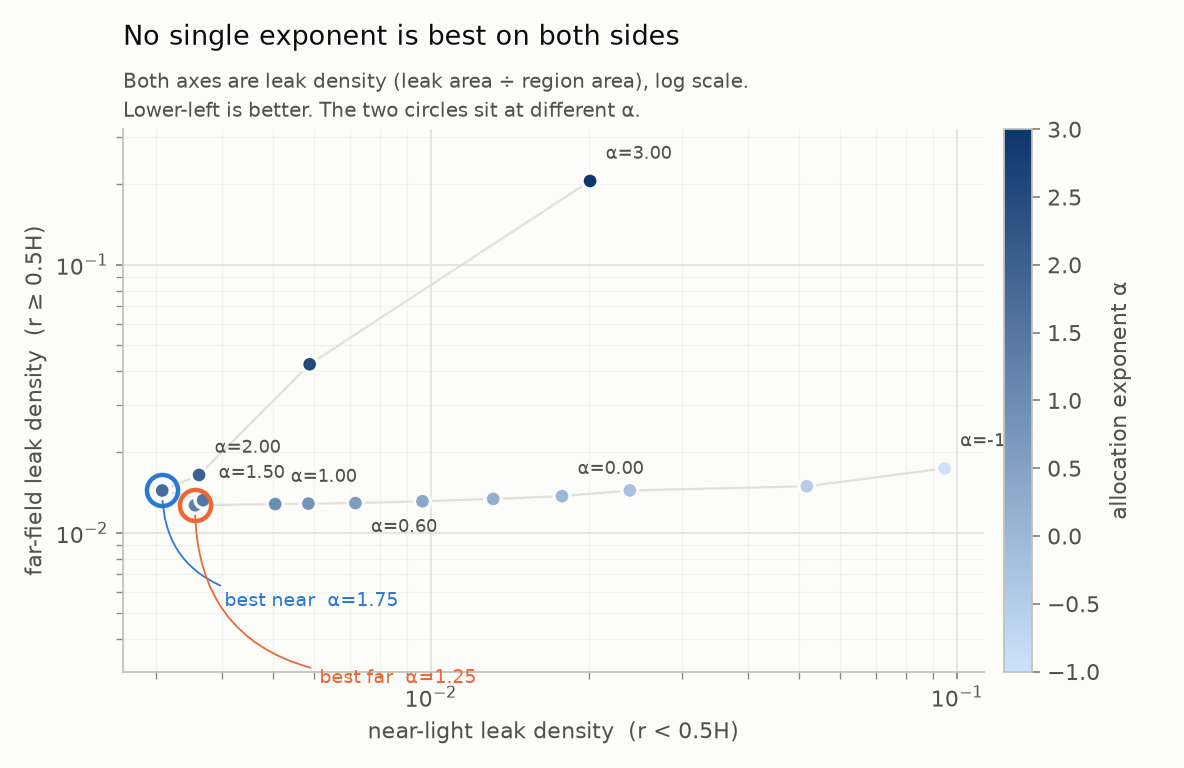 No single exponent is best on both sides
Both axes are leak density (leak area ÷ region area), log scale.
Lower-left is better. The two circles sit at different α.
α=3.00
α=2.00
α=1.50
α=1.00
α=0.60
α=0.00
α=-1
best near  α=1.75
best far  α=1.25
10⁻¹
10⁻²
far-field leak density  (r ≥ 0.5H)
10⁻²
10⁻¹
near-light leak density  (r < 0.5H)
3.0
2.5
2.0
1.5
1.0
0.5
0.0
−0.5
−1.0
allocation exponent α